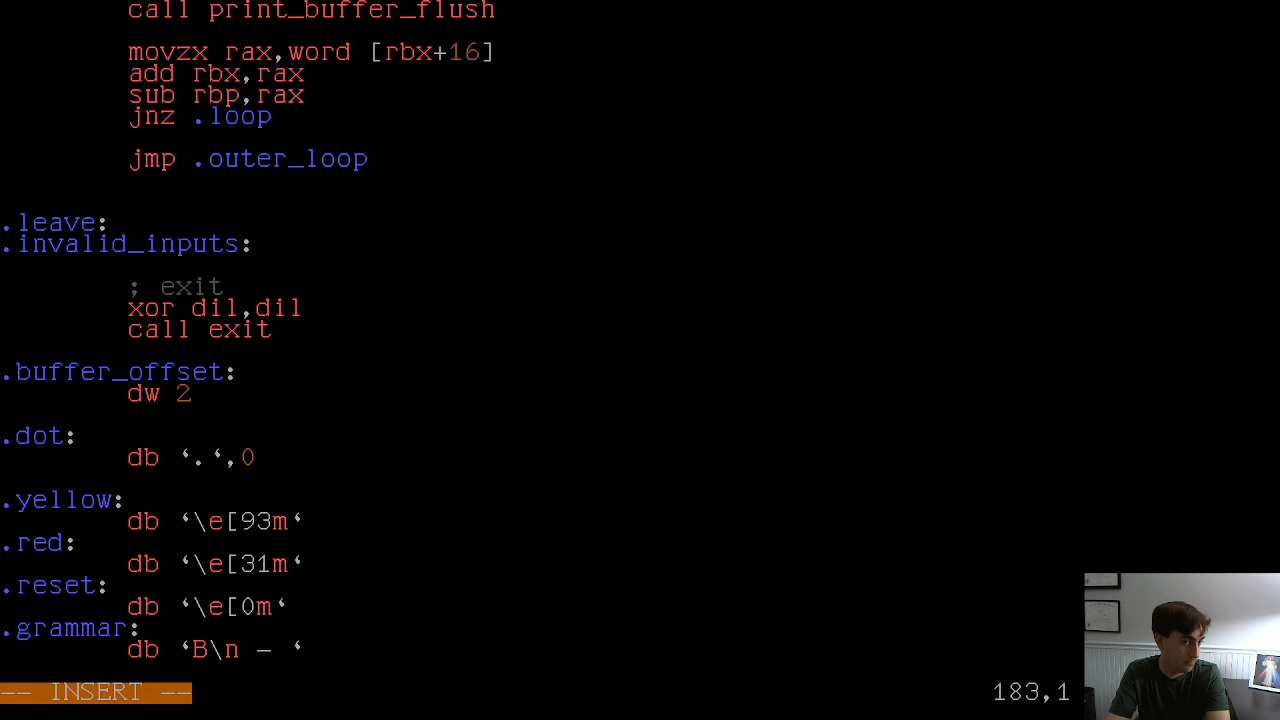 call print_buffer_flush
movzx rax,word [rbx+16]
add rbx,rax
sub rbp,rax
jnz .loop
jmp .outer_loop
.leave:
.invalid_inputs:
; exit
xor dil,dil
call exit
.buffer_offset:
dw 2
.dot:
db `.`,0
.yellow:
db `\e[93m`
.red:
db `\e[31m`
.reset:
db `\e[0m`
.grammar:
db `B\n - `
-- INSERT --
183,1